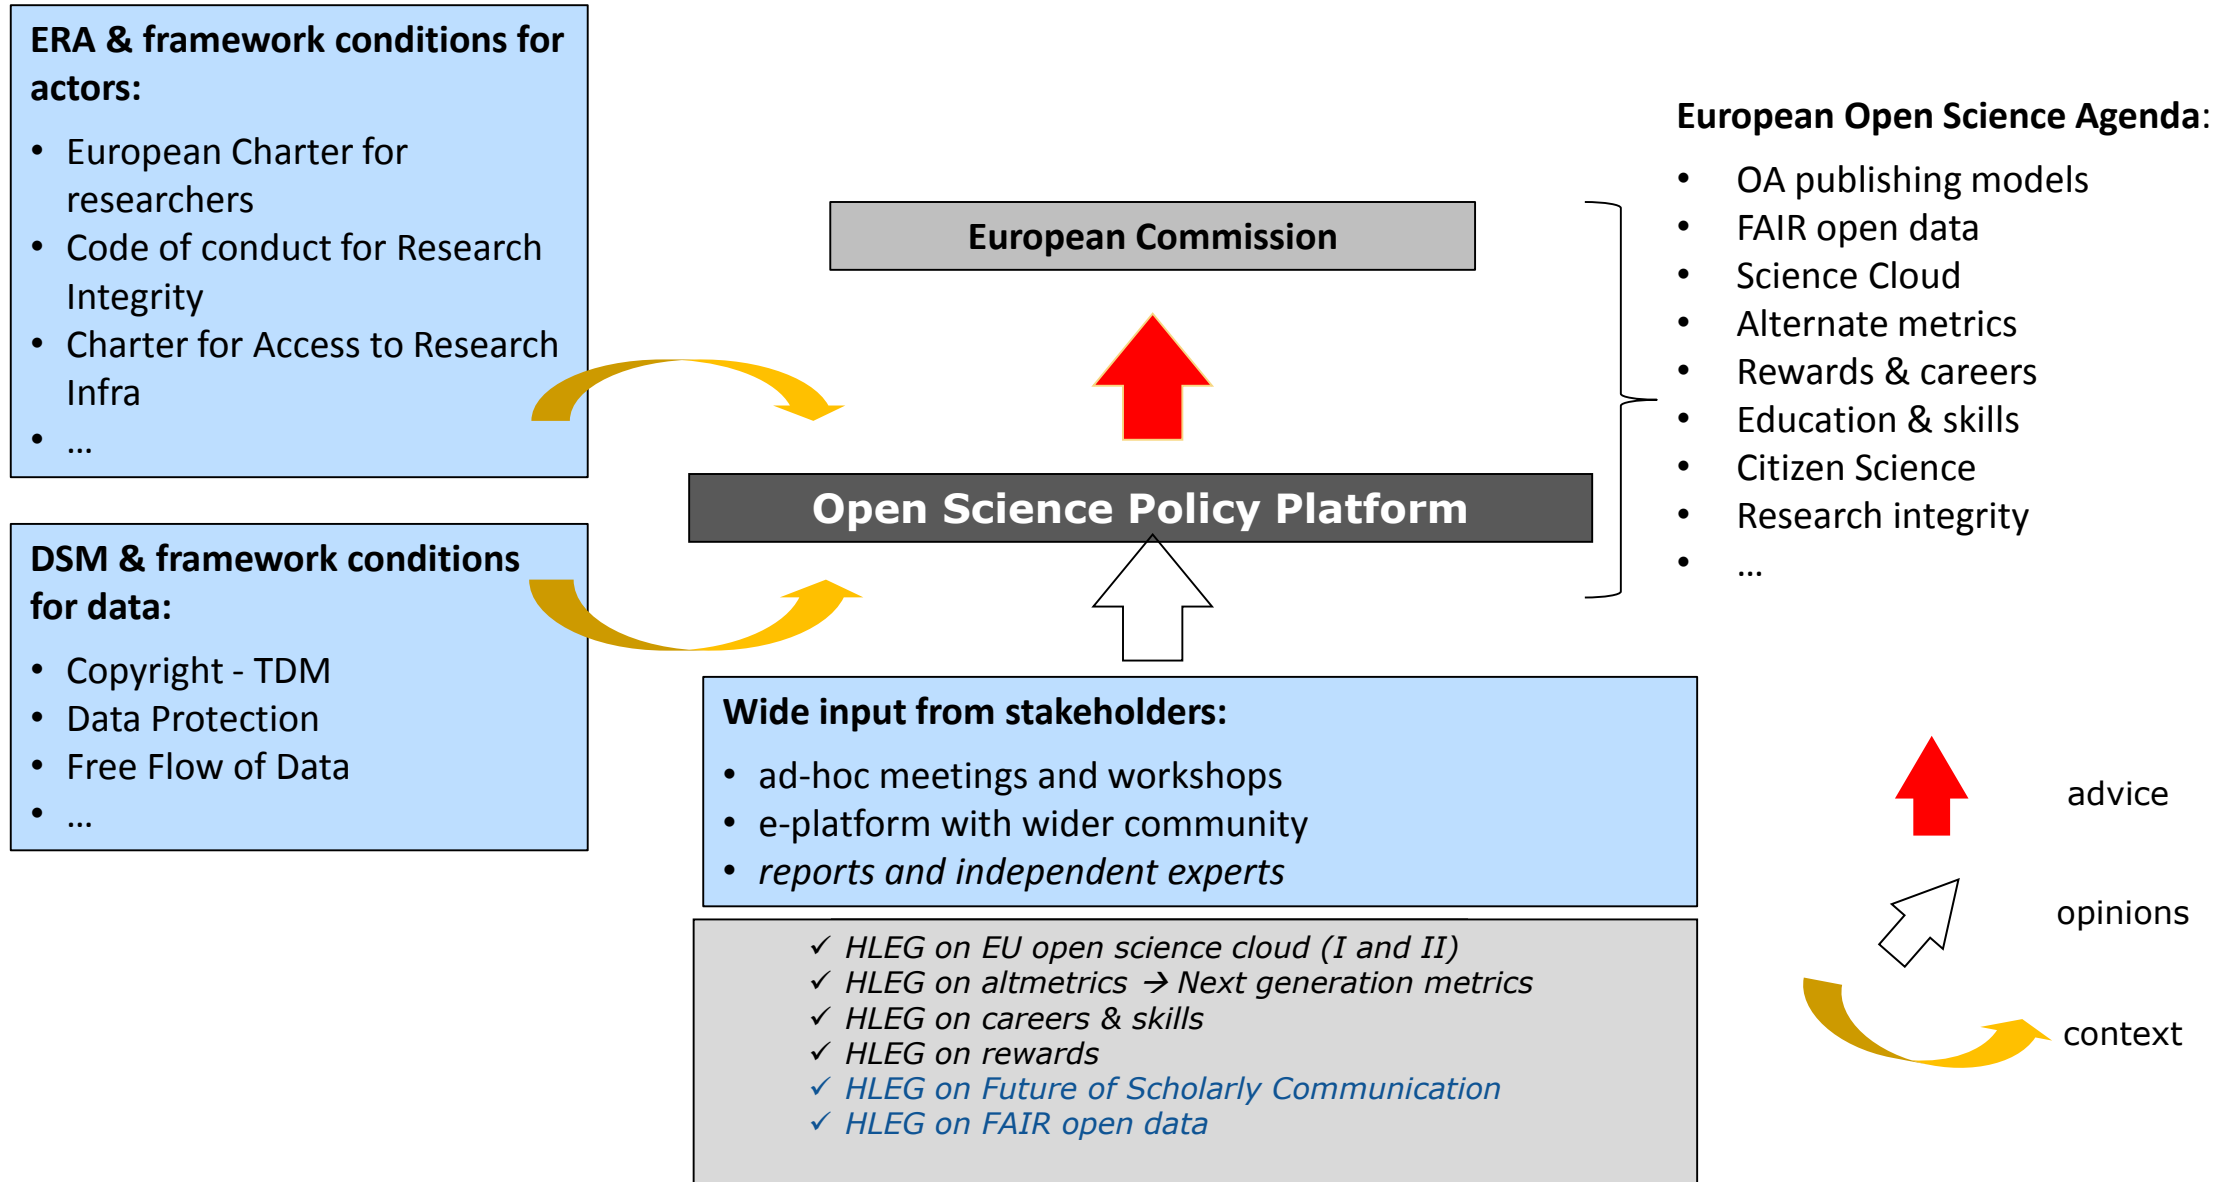 ERA & framework conditions for
actors:
• European Charter for
researchers
• Code of conduct for Research
Integrity
• Charter for Access to Research
Infra
• ...
DSM & framework conditions
for data:
• Copyright - TDM
• Data Protection
• Free Flow of Data
• ...
European Commission
Open Science Policy Platform
Wide input from stakeholders:
• ad-hoc meetings and workshops
• e-platform with wider community
• reports and independent experts
✓ HLEG on EU open science cloud (I and II)
✓ HLEG on altmetrics → Next generation metrics
✓ HLEG on careers & skills
✓ HLEG on rewards
✓ HLEG on Future of Scholarly Communication
✓ HLEG on FAIR open data
European Open Science Agenda:
• OA publishing models
• FAIR open data
• Science Cloud
• Alternate metrics
• Rewards & careers
• Education & skills
• Citizen Science
• Research integrity
• ...
advice
opinions
context